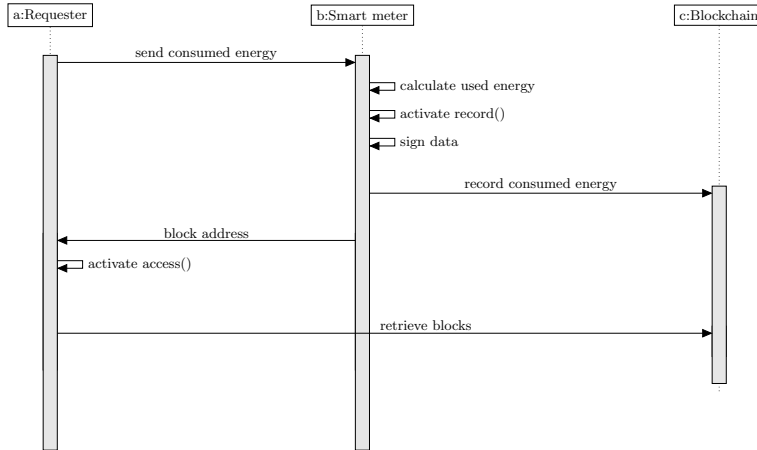 a:Requester
b:Smart meter
c:Blockchain
send consumed energy
calculate used energy
activate record()
sign data
record consumed energy
block address
activate access()
retrieve blocks